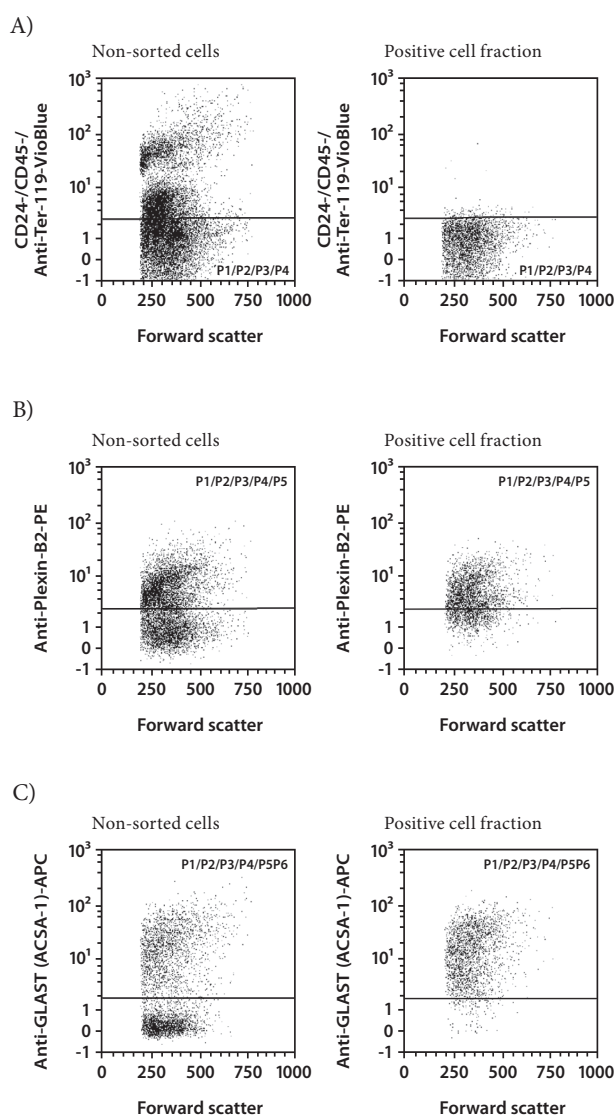 A)
Non-sorted cells
Positive cell fraction
CD24-/CD45-/
Anti-Ter-119-VioBlue
10³
10²
10¹
1
0
-1
P1/P2/P3/P4
0 250 500 750 1000
Forward scatter
CD24-/CD45-/
Anti-Ter-119-VioBlue
10³
10²
10¹
1
0
-1
P1/P2/P3/P4
0 250 500 750 1000
Forward scatter
B)
Non-sorted cells
Positive cell fraction
Anti-Plexin-B2-PE
10³
10²
10¹
1
0
-1
P1/P2/P3/P4/P5
0 250 500 750 1000
Forward scatter
Anti-Plexin-B2-PE
10³
10²
10¹
1
0
-1
P1/P2/P3/P4/P5
0 250 500 750 1000
Forward scatter
C)
Non-sorted cells
Positive cell fraction
Anti-GLAST (ACSA-1)-APC
10³
10²
10¹
1
0
-1
P1/P2/P3/P4/P5P6
0 250 500 750 1000
Forward scatter
Anti-GLAST (ACSA-1)-APC
10³
10²
10¹
1
0
-1
P1/P2/P3/P4/P5P6
0 250 500 750 1000
Forward scatter